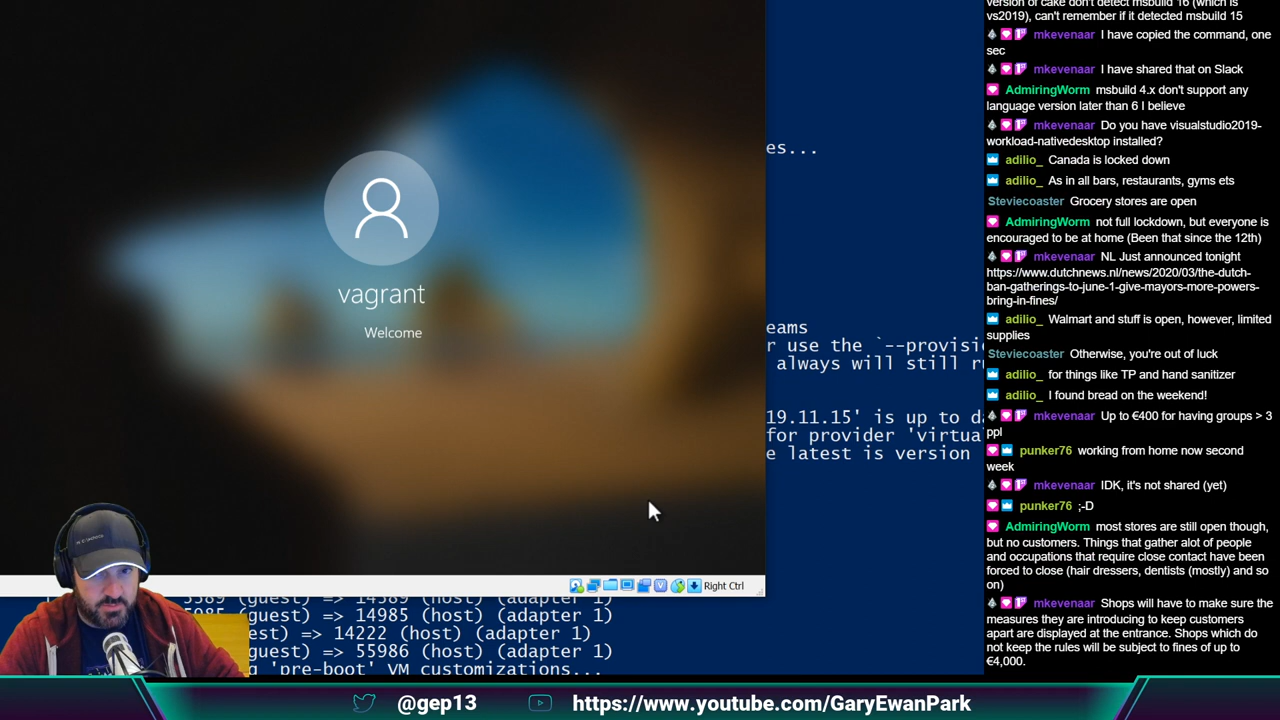 vagrant
Welcome
es...
eams
r use the `--provisi
always will still r
19.11.15' is up to d
for provider 'virtua
e latest is version
Right Ctrl
(guest) => 14389 (host) (adapter 1)
5985 (guest) => 14985 (host) (adapter 1)
est) => 14222 (host) (adapter 1)
est) => 55986 (host) (adapter 1)
g 'pre-boot' VM customizations...
version of cake don't detect msbuild 16 (which is
vs2019), can't remember if it detected msbuild 15
mkevenaar I have copied the command, one
sec
mkevenaar I have shared that on Slack
AdmiringWorm msbuild 4.x don't support any
language version later than 6 I believe
mkevenaar Do you have visualstudio2019-
workload-nativedesktop installed?
adilio_ Canada is locked down
adilio_ As in all bars, restaurants, gyms ets
Steviecoaster Grocery stores are open
AdmiringWorm not full lockdown, but everyone is
encouraged to be at home (Been that since the 12th)
mkevenaar NL Just announced tonight
https://www.dutchnews.nl/news/2020/03/the-dutch-
ban-gatherings-to-june-1-give-mayors-more-powers-
bring-in-fines/
adilio_ Walmart and stuff is open, however, limited
supplies
Steviecoaster Otherwise, you're out of luck
adilio_ for things like TP and hand sanitizer
adilio_ I found bread on the weekend!
mkevenaar Up to €400 for having groups > 3
ppl
punker76 working from home now second
week
mkevenaar IDK, it's not shared (yet)
punker76 ;-D
AdmiringWorm most stores are still open though,
but no customers. Things that gather alot of people
and occupations that require close contact have been
forced to close (hair dressers, dentists (mostly) and so
on)
mkevenaar Shops will have to make sure the
measures they are introducing to keep customers
apart are displayed at the entrance. Shops which do
not keep the rules will be subject to fines of up to
€4,000.
@gep13
https://www.youtube.com/GaryEwanPark